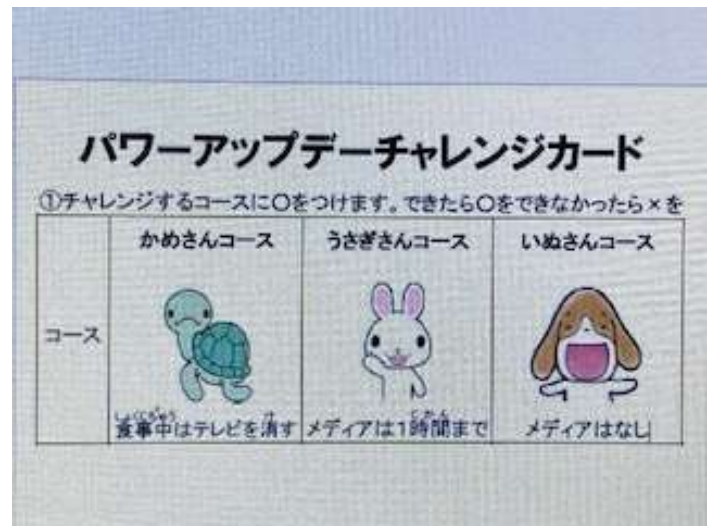 パワーアップデーチャレンジカード
①チャレンジするコースに〇をつけます。できたら〇をできなかったら×を
かめさんコース
うさぎさんコース
いぬさんコース
コース
しょくじちゅう
け
食事中はテレビを消す
じかん
メディアは1時間まで
メディアはなし